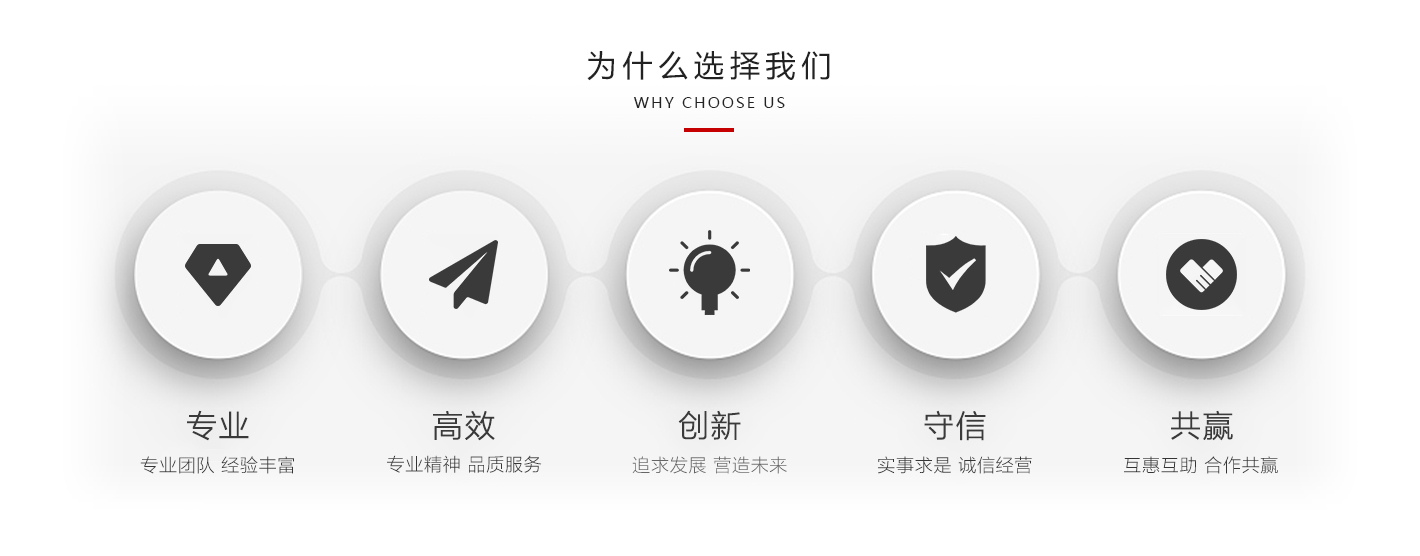 为什么选择我们
WHY CHOOSE US
专业
专业团队 经验丰富
高效
专业精神 品质服务
创新
追求发展 营造未来
守信
实事求是 诚信经营
共赢
互惠互助 合作共赢